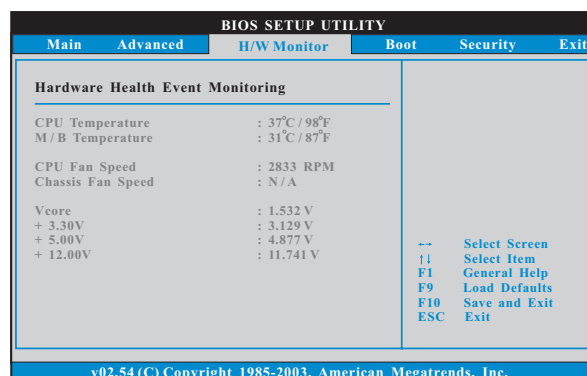 BIOS SETUP UTILITY
Main Advanced H/W Monitor Boot Security Exit
Hardware Health Event Monitoring
CPU Temperature : 37°C / 98°F
M / B Temperature : 31°C / 87°F
CPU Fan Speed : 2833 RPM
Chassis Fan Speed : N / A
Vcore : 1.532 V
+ 3.30V : 3.129 V
+ 5.00V : 4.877 V
+ 12.00V : 11.741 V
←→ Select Screen
↑↓ Select Item
F1 General Help
F9 Load Defaults
F10 Save and Exit
ESC Exit
v02.54 (C) Copyright 1985-2003, American Megatrends, Inc.